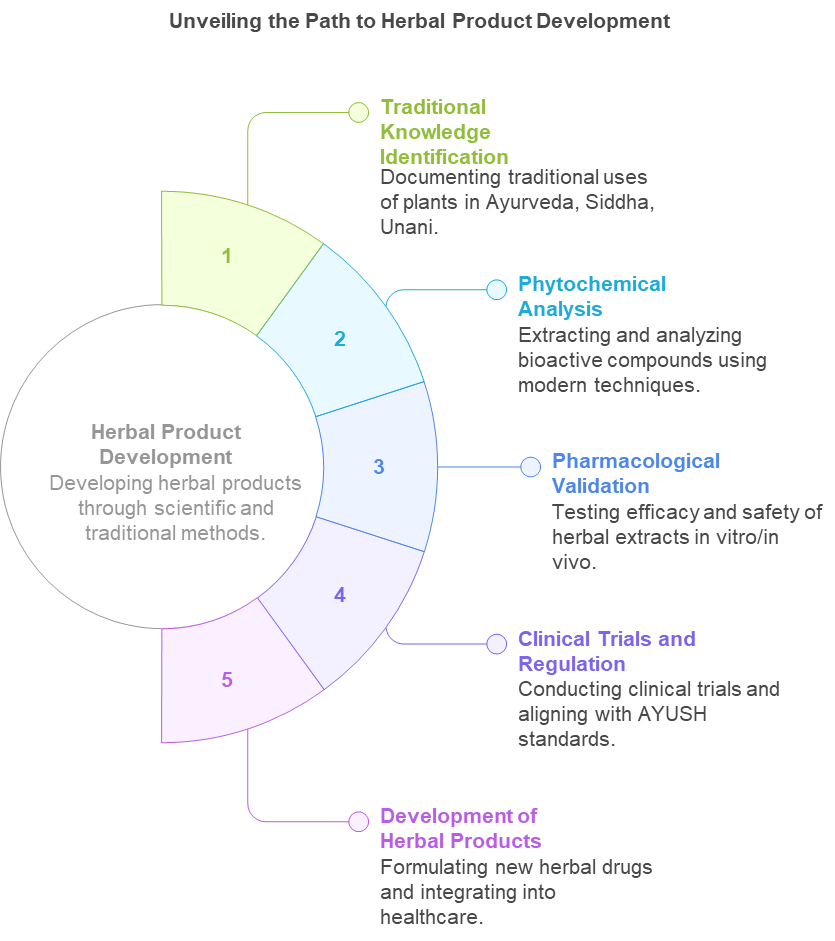 Unveiling the Path to Herbal Product Development
Traditional
Knowledge
Identification
Documenting traditional uses
of plants in Ayurveda, Siddha,
Unani.
1
Phytochemical
Analysis
Extracting and analyzing
bioactive compounds using
modern techniques.
2
Herbal Product
Development
Developing herbal products
through scientific and
traditional methods.
3
Pharmacological
Validation
Testing efficacy and safety of
herbal extracts in vitro/in
vivo.
4
Clinical Trials and
Regulation
Conducting clinical trials and
aligning with AYUSH
standards.
5
Development of
Herbal Products
Formulating new herbal drugs
and integrating into
healthcare.